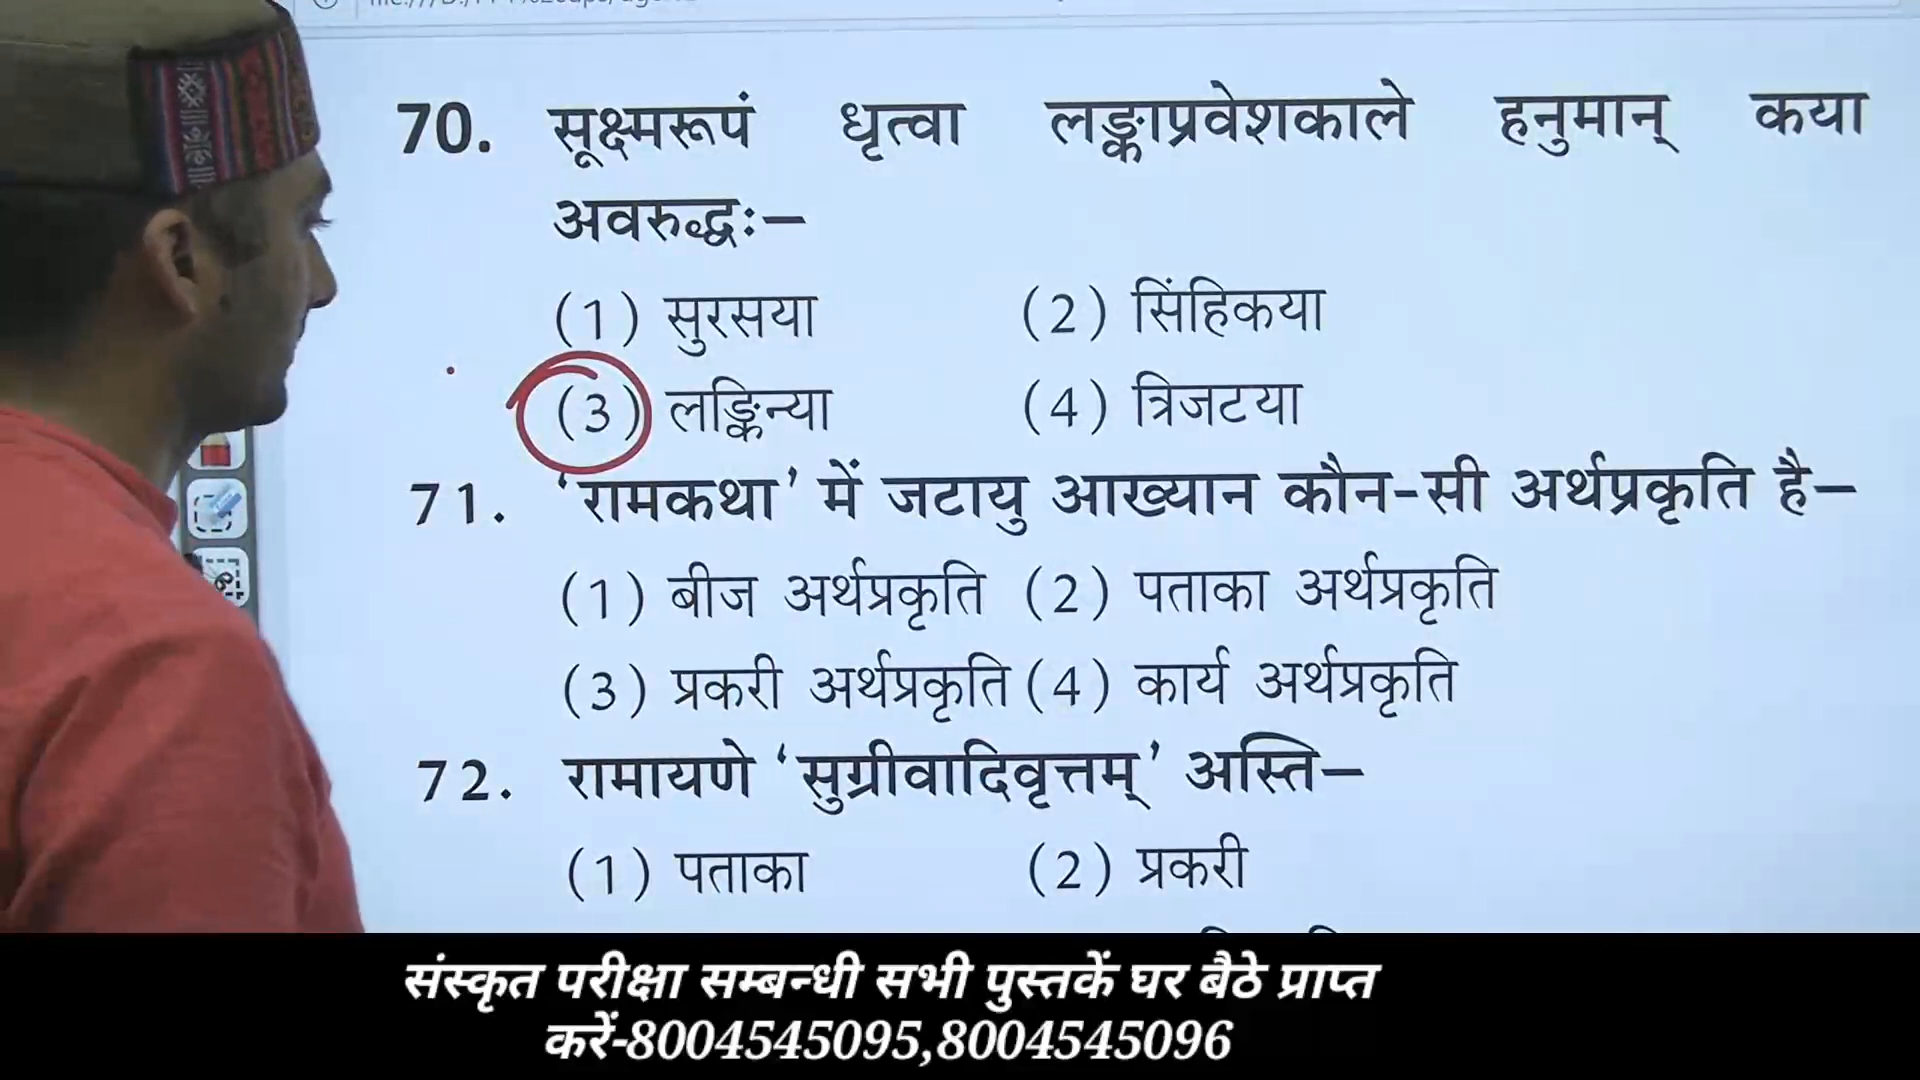 70. सूक्ष्मरूपं धृत्वा लङ्काप्रवेशकाले हनुमान् कया
अवरुद्धः–
(1) सुरसया (2) सिंहिकया
(3) लङ्किन्या (4) त्रिजटया
71. 'रामकथा' में जटायु आख्यान कौन-सी अर्थप्रकृति है–
(1) बीज अर्थप्रकृति (2) पताका अर्थप्रकृति
(3) प्रकरी अर्थप्रकृति (4) कार्य अर्थप्रकृति
72. रामायणे 'सुग्रीवादिवृत्तम्' अस्ति–
(1) पताका (2) प्रकरी
संस्कृत परीक्षा सम्बन्धी सभी पुस्तकें घर बैठे प्राप्त
करें-8004545095,8004545096